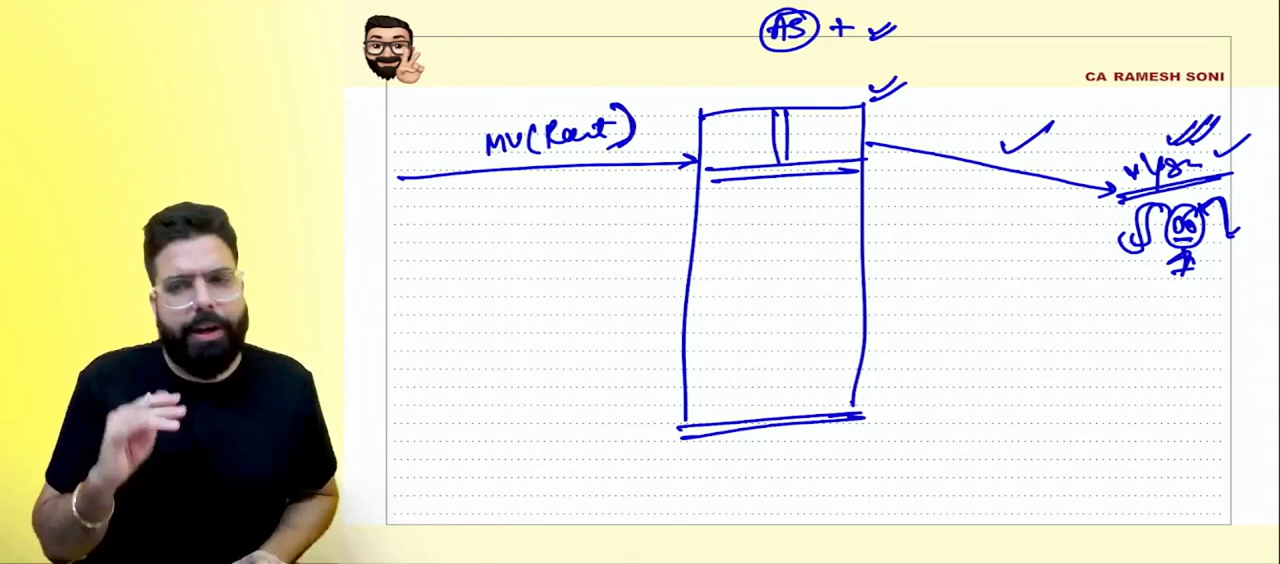 AS +
CA RAMESH SONI
MV (Rent)